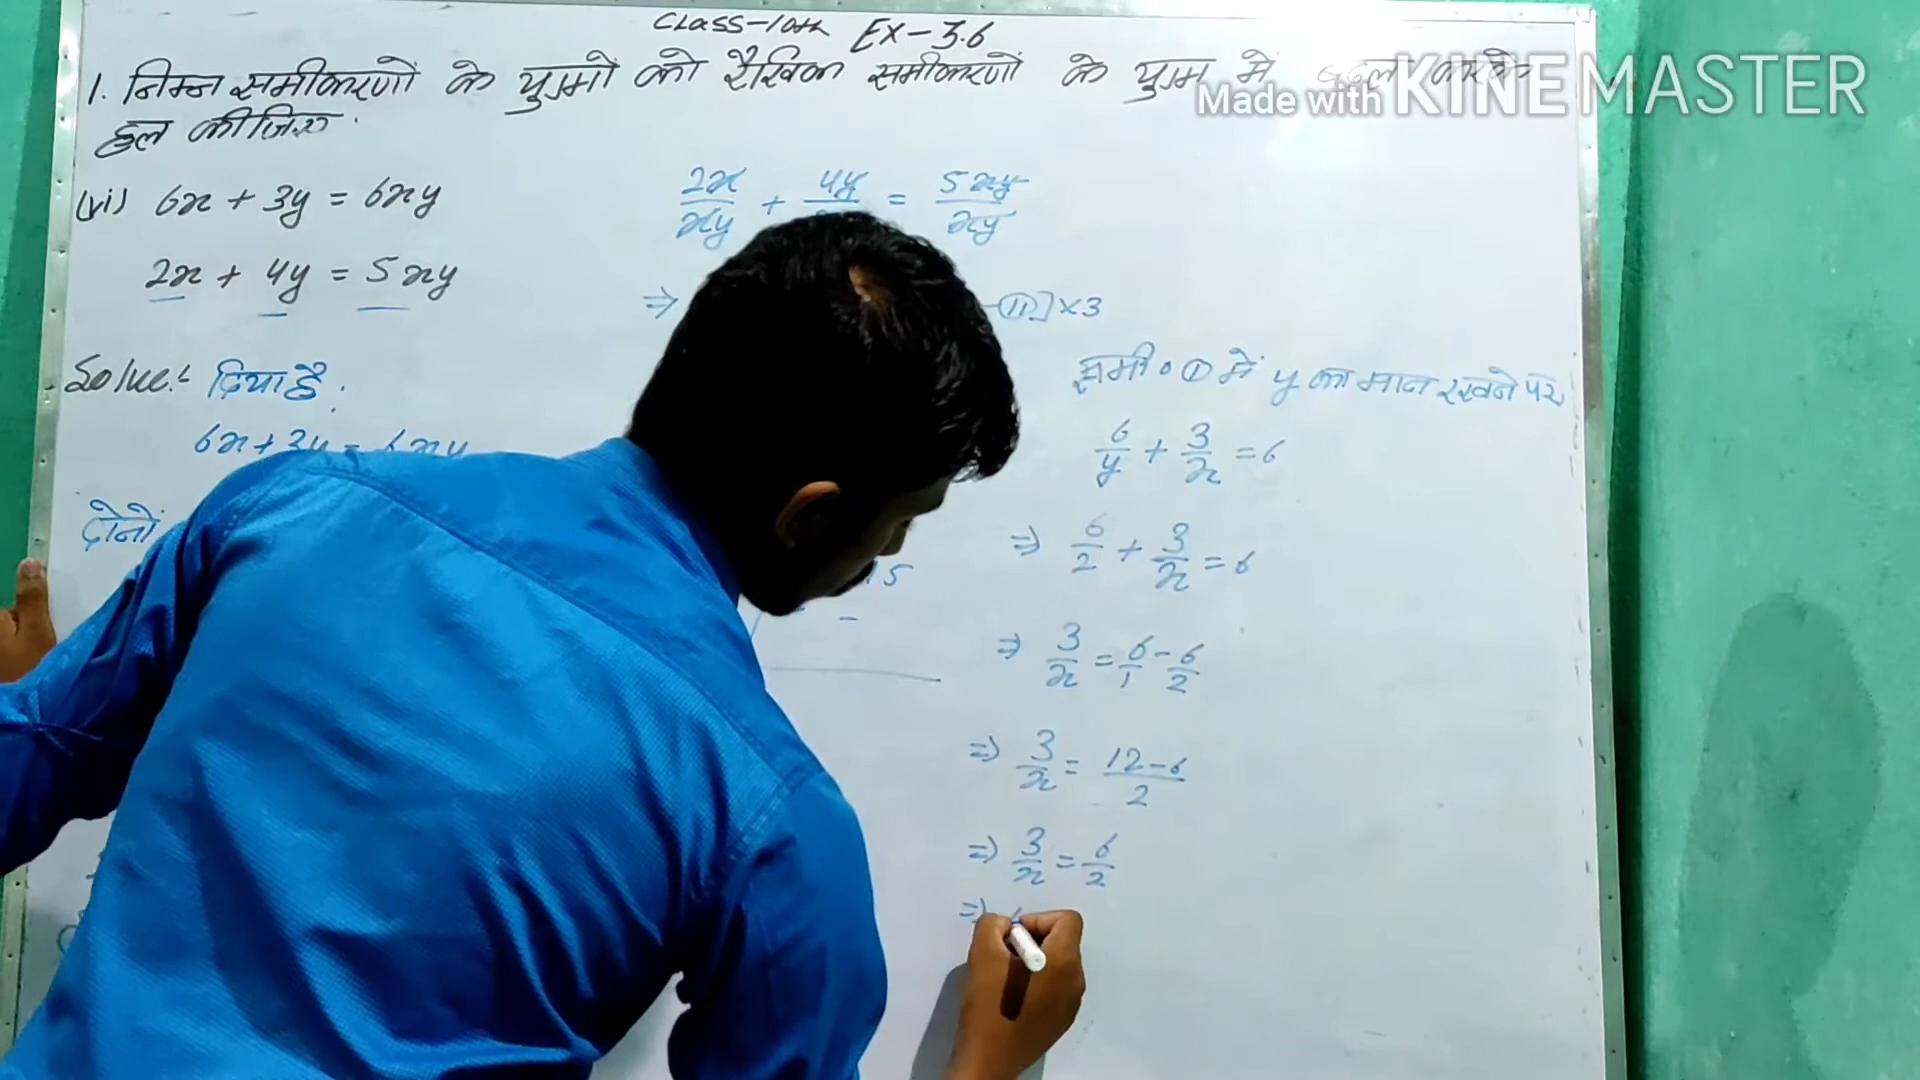 CLASS-10th EX-3.6
1. निम्न समीकरणों के युग्मों को रैखिक समीकरणों के युग्म में बदल करके
हल कीजिए.
Made with KINEMASTER
(vi) 6x + 3y = 6xy
2x + 4y = 5xy
Solve:- दिया है.
6x + 3y = 6xy
दोनों
2x/xy + 4y = 5xy/xy
⇒ (II)] ×3
15
समी० ① में y का मान रखने पर
6/y + 3/x = 6
⇒ 6/2 + 3/x = 6
⇒ 3/x = 6/1 - 6/2
⇒ 3/x = 12-6/2
⇒ 3/x = 6/2
⇒